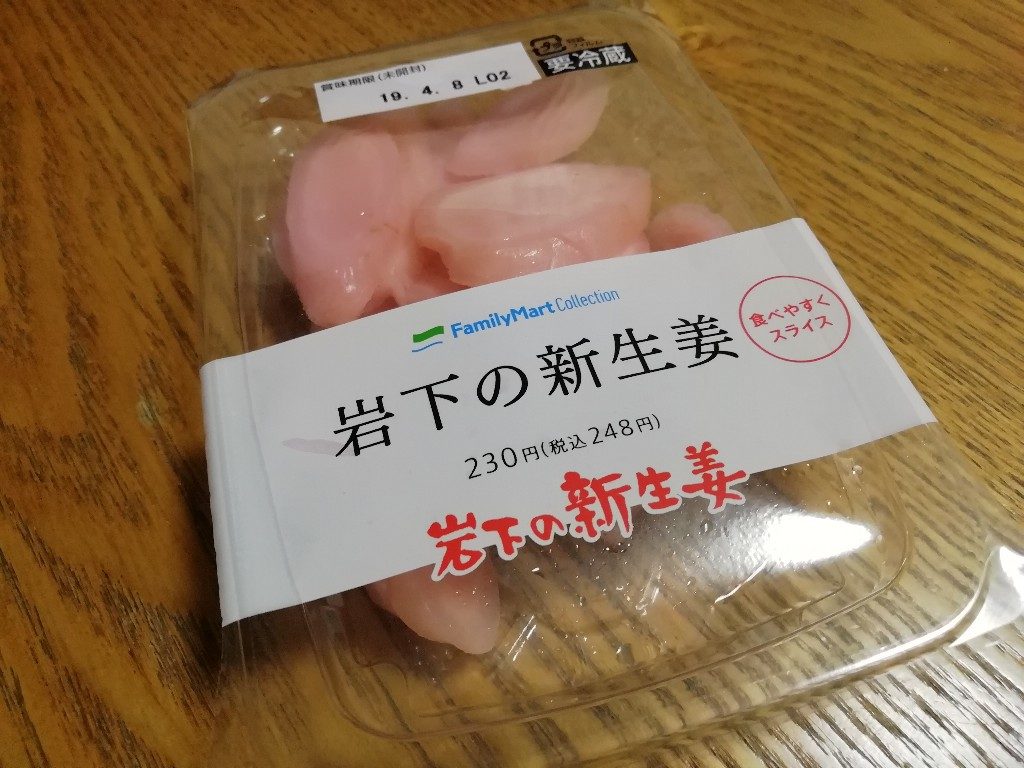 賞味期限(未開封)
19. 4. 8 L02
要冷蔵
FamilyMart Collection
岩下の新生姜
食べやすく
スライス
230円(税込248円)
岩下の新生姜